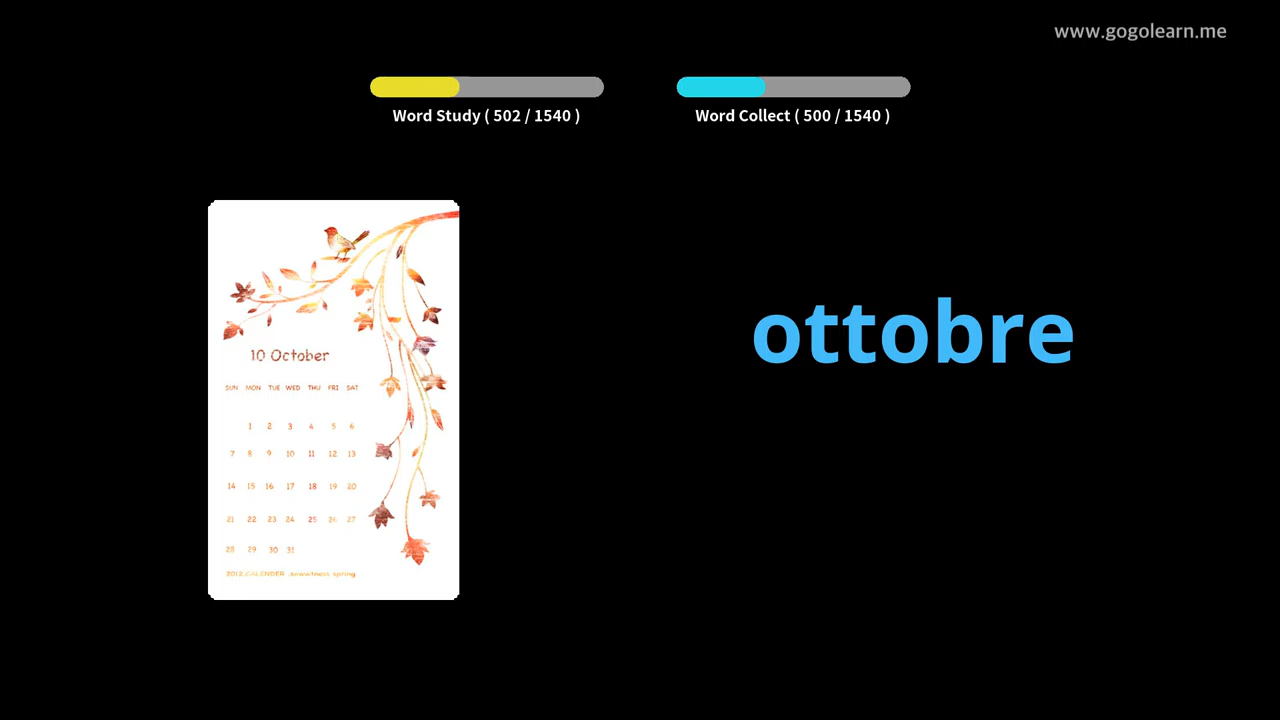 www.gogolearn.me
Word Study ( 502 / 1540 )
Word Collect ( 500 / 1540 )
ottobre
10 October
SUN MON TUE WED THU FRI SAT
1 2 3 4 5 6
7 8 9 10 11 12 13
14 15 16 17 18 19 20
21 22 23 24 25 26 27
28 29 30 31
2012.CALENDER